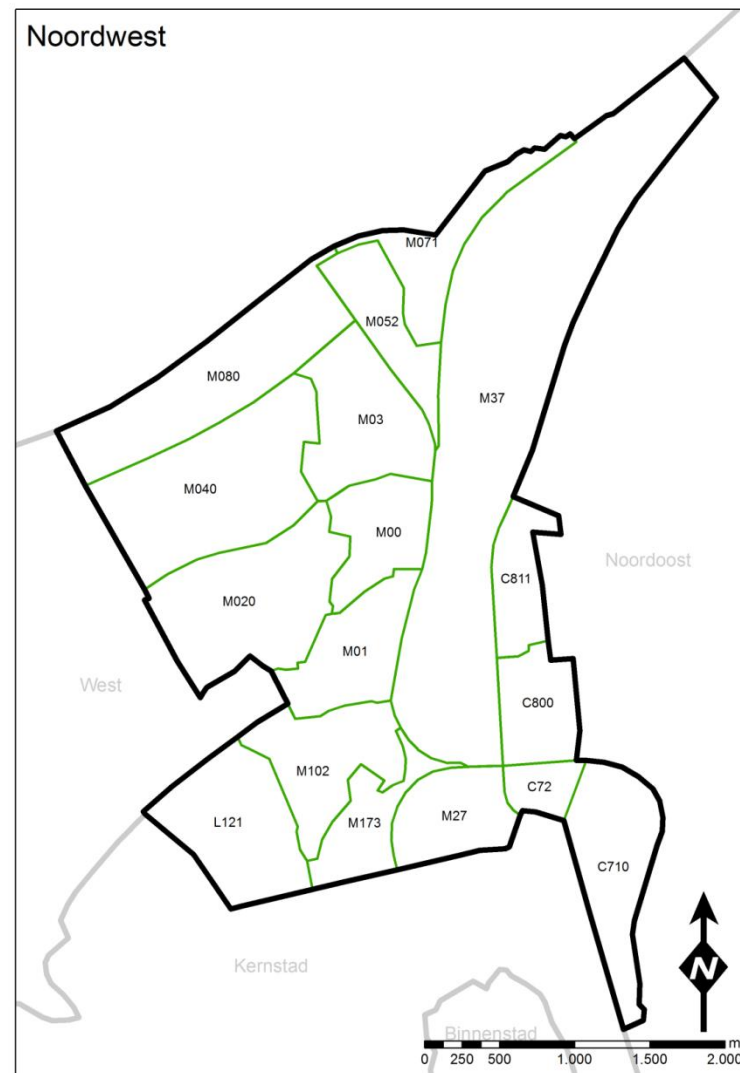 Noordwest
M071
M052
M080
M37
M03
M040
M00
Noordoost
C811
M020
M01
West
C800
M102
C72
L121
M173
M27
C710
N
Kernstad
Binnenstad
m
0 250 500 1.000 1.500 2.000